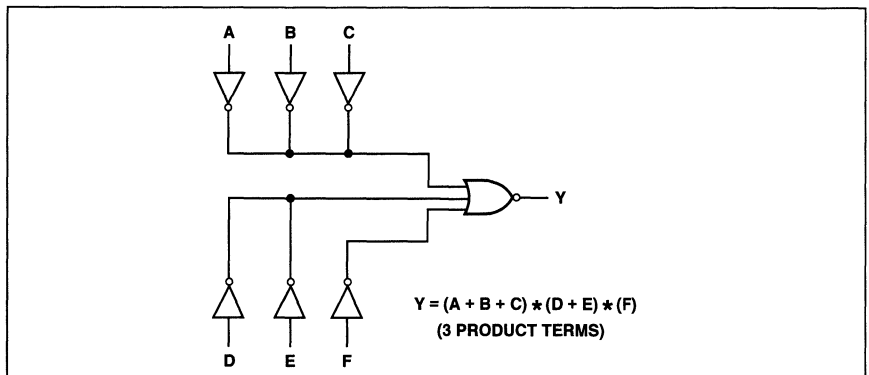 A B C
Y
Y = (A + B + C) * (D + E) * (F)
(3 PRODUCT TERMS)
D E F